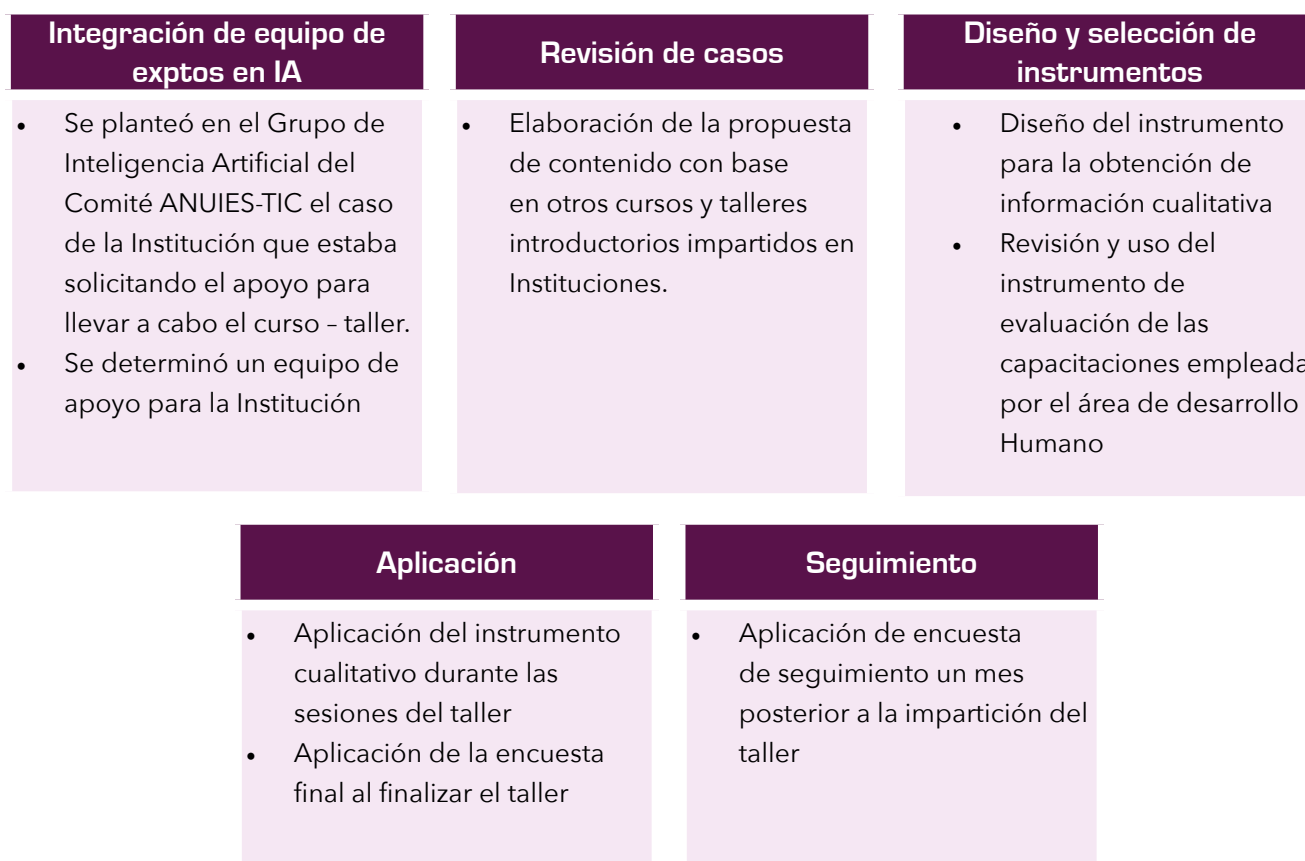 Integración de equipo de
exptos en IA
• Se planteó en el Grupo de
Inteligencia Artificial del
Comité ANUIES-TIC el caso
de la Institución que estaba
solicitando el apoyo para
llevar a cabo el curso – taller.
• Se determinó un equipo de
apoyo para la Institución
Revisión de casos
• Elaboración de la propuesta
de contenido con base
en otros cursos y talleres
introductorios impartidos en
Instituciones.
Diseño y selección de
instrumentos
• Diseño del instrumento
para la obtención de
información cualitativa
• Revisión y uso del
instrumento de
evaluación de las
capacitaciones empleada
por el área de desarrollo
Humano
Aplicación
• Aplicación del instrumento
cualitativo durante las
sesiones del taller
• Aplicación de la encuesta
final al finalizar el taller
Seguimiento
• Aplicación de encuesta
de seguimiento un mes
posterior a la impartición del
taller